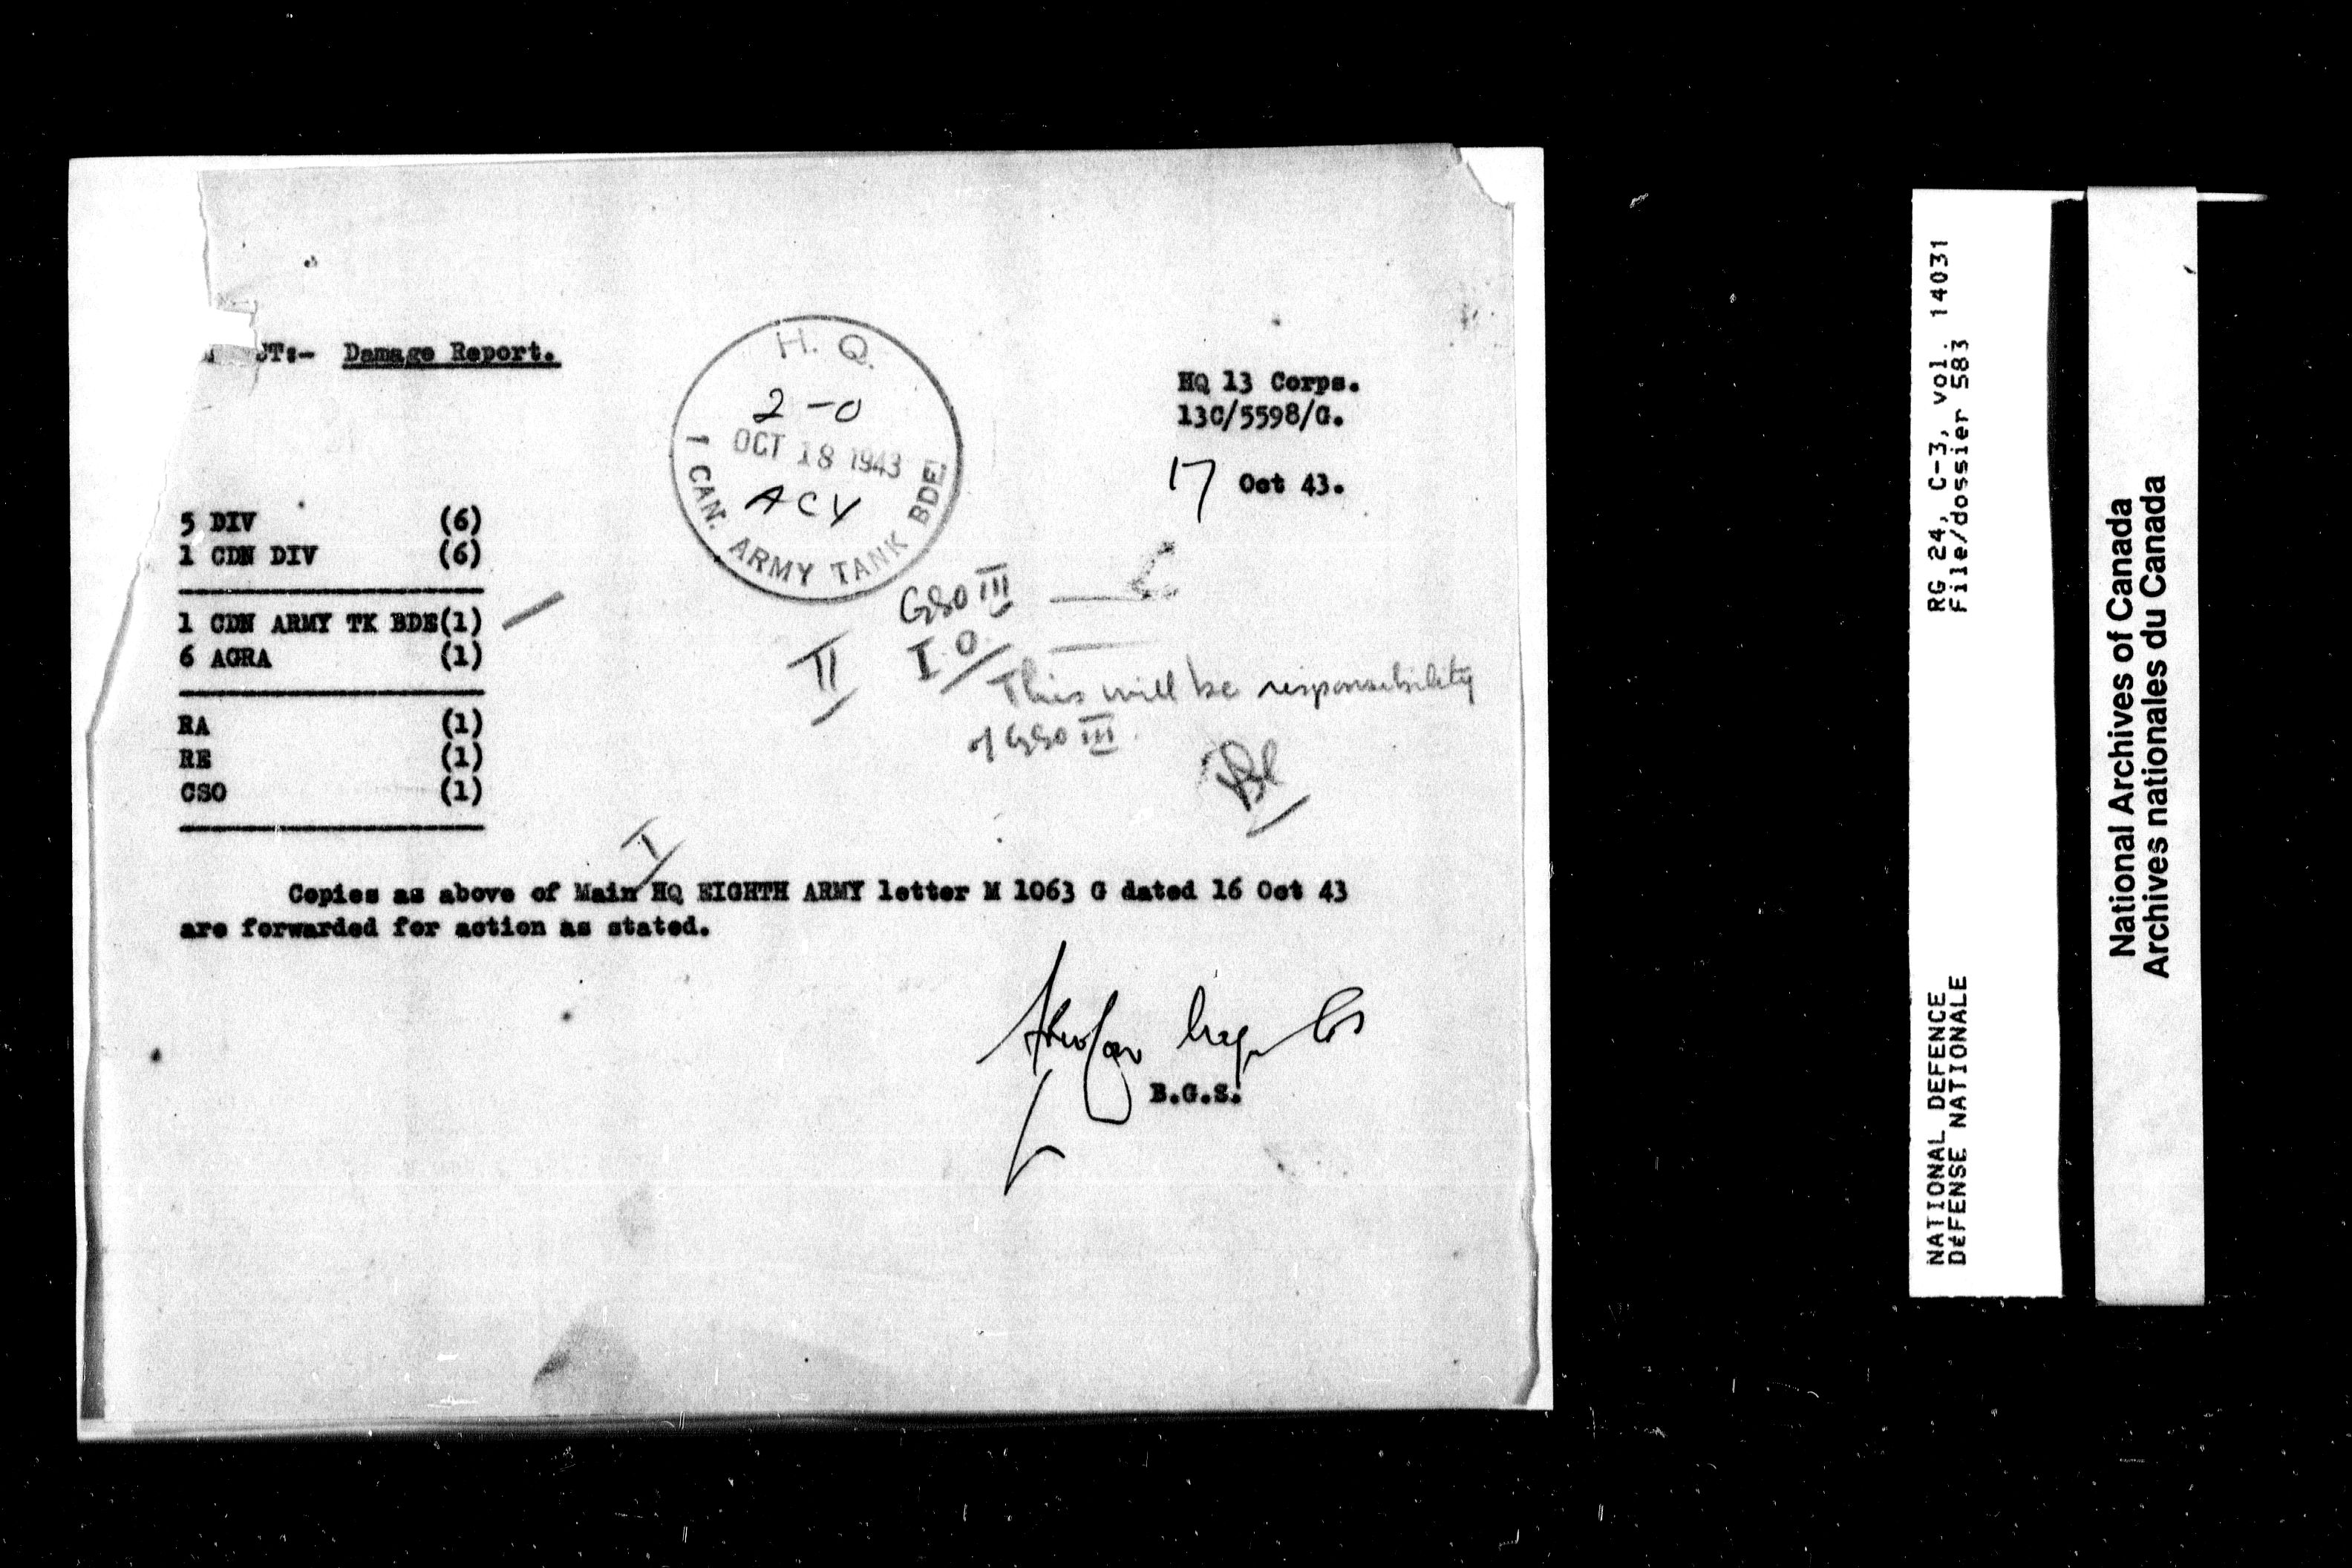 CT:- Damage Report.
H. Q.
2-0
OCT 18 1943
ACY
1 CAN. ARMY TANK BDE.
HQ 13 Corps.
13C/5598/G.
17 Oct 43.
5 DIV (6)
1 CDN DIV (6)
1 CDN ARMY TK BDE(1)
6 AGRA (1)
RA (1)
RE (1)
CSO (1)
GSO III
I.O
II
This will be responsibility
of GSO III.
I
Copies as above of Main HQ EIGHTH ARMY letter M 1063 G dated 16 Oct 43
are forwarded for action as stated.
B.G.S.
RG 24, C-3, vol. 14031
File/dossier 583
NATIONAL DEFENCE
DÉFENSE NATIONALE
National Archives of Canada
Archives nationales du Canada